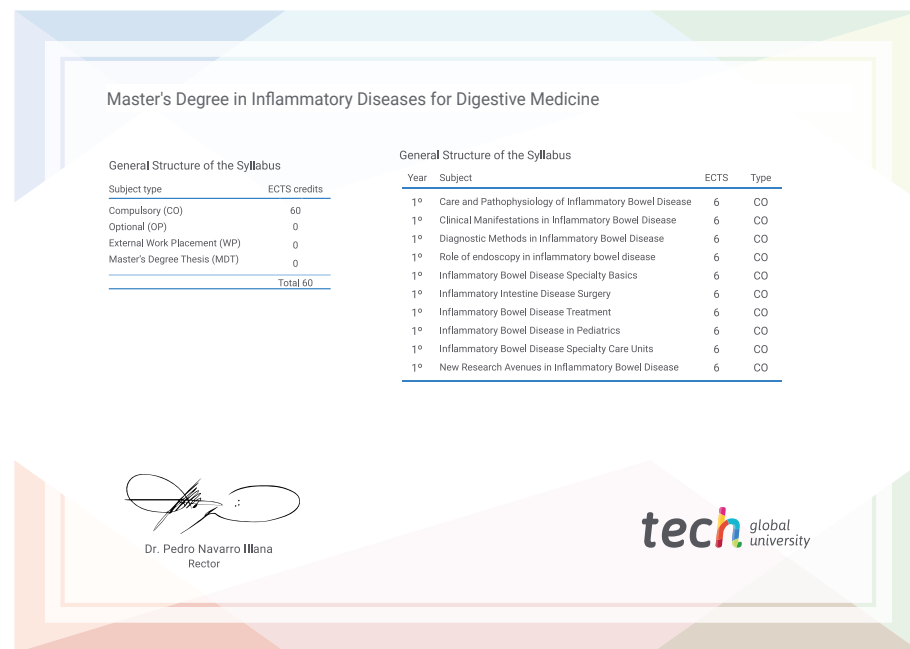 Master's Degree in Inflammatory Diseases for Digestive Medicine
General Structure of the Syllabus
Subject type ECTS credits
Compulsory (CO) 60
Optional (OP) 0
External Work Placement (WP) 0
Master's Degree Thesis (MDT) 0
Total 60
General Structure of the Syllabus
Year Subject ECTS Type
1º Care and Pathophysiology of Inflammatory Bowel Disease 6 CO
1º Clinical Manifestations in Inflammatory Bowel Disease 6 CO
1º Diagnostic Methods in Inflammatory Bowel Disease 6 CO
1º Role of endoscopy in inflammatory bowel disease 6 CO
1º Inflammatory Bowel Disease Specialty Basics 6 CO
1º Inflammatory Intestine Disease Surgery 6 CO
1º Inflammatory Bowel Disease Treatment 6 CO
1º Inflammatory Bowel Disease in Pediatrics 6 CO
1º Inflammatory Bowel Disease Specialty Care Units 6 CO
1º New Research Avenues in Inflammatory Bowel Disease 6 CO
Dr. Pedro Navarro Illana
Rector
tech global
university